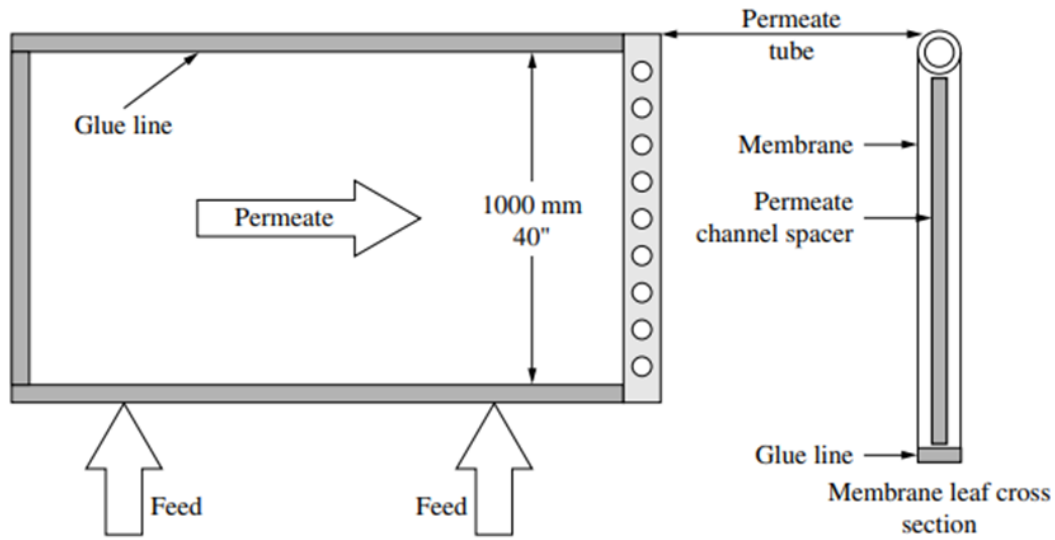 Permeate
tube
Glue line
Membrane
Permeate
1000 mm
40"
Permeate
channel spacer
Glue line
Feed
Feed
Membrane leaf cross
section